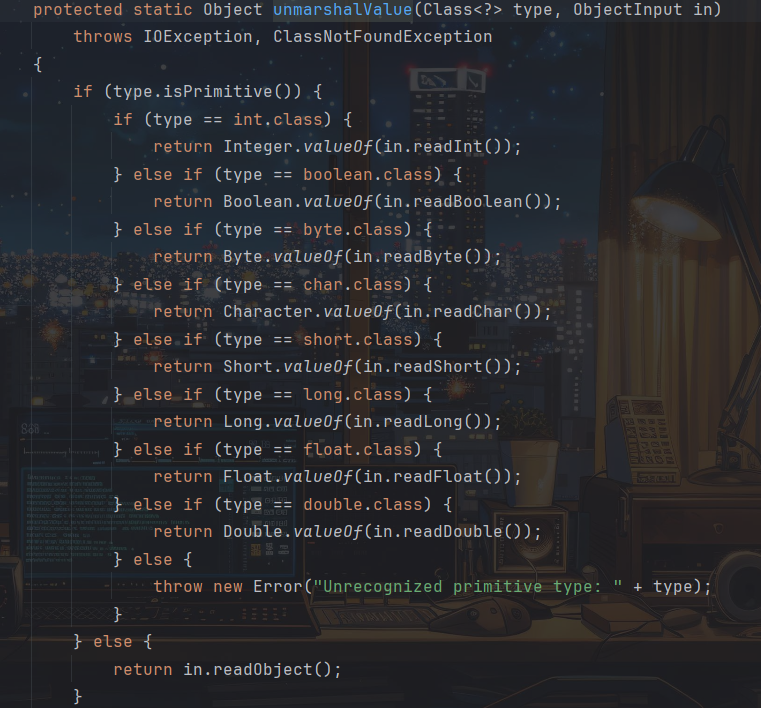 protected static Object unmarshalValue(Class<?> type, ObjectInput in)
    throws IOException, ClassNotFoundException
{
    if (type.isPrimitive()) {
        if (type == int.class) {
            return Integer.valueOf(in.readInt());
        } else if (type == boolean.class) {
            return Boolean.valueOf(in.readBoolean());
        } else if (type == byte.class) {
            return Byte.valueOf(in.readByte());
        } else if (type == char.class) {
            return Character.valueOf(in.readChar());
        } else if (type == short.class) {
            return Short.valueOf(in.readShort());
        } else if (type == long.class) {
            return Long.valueOf(in.readLong());
        } else if (type == float.class) {
            return Float.valueOf(in.readFloat());
        } else if (type == double.class) {
            return Double.valueOf(in.readDouble());
        } else {
            throw new Error("Unrecognized primitive type: " + type);
        }
    } else {
        return in.readObject();
    }